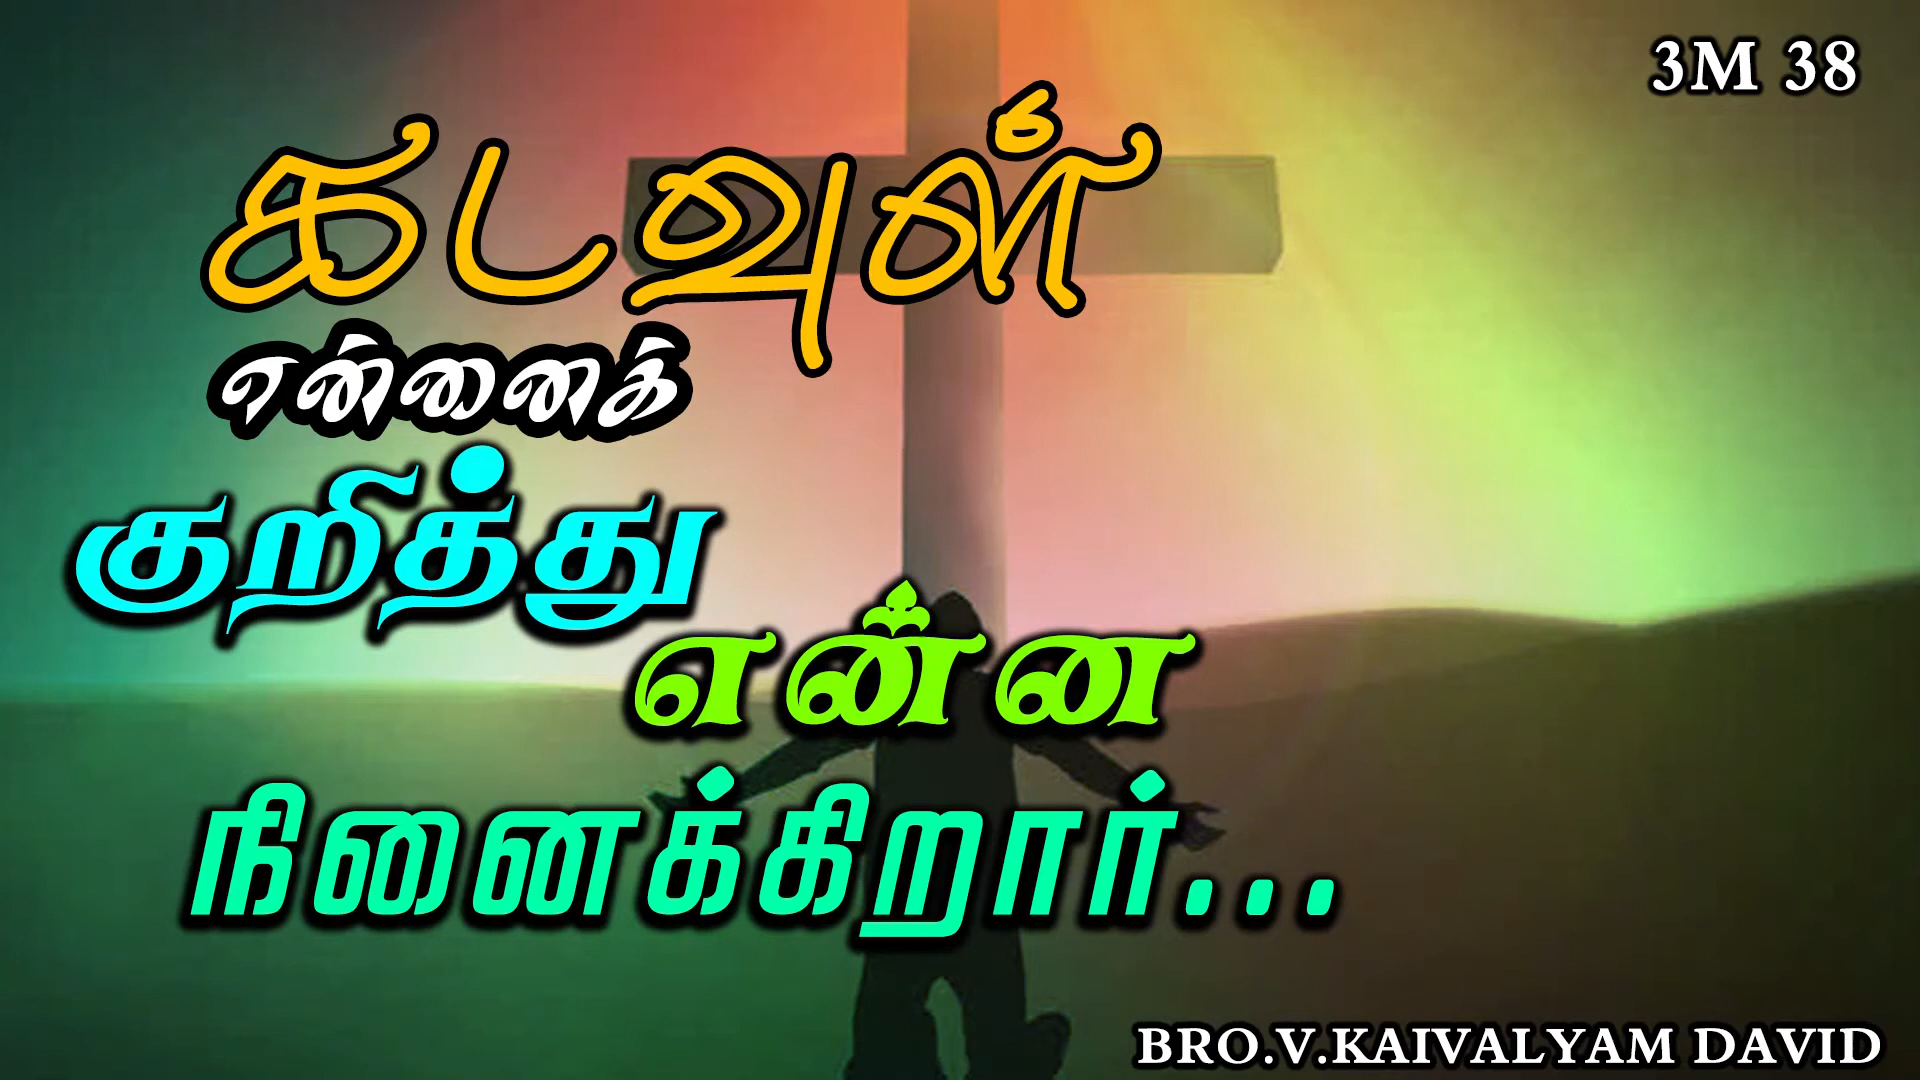 3M 38
கடவுள்
என்னைக்
குறித்து
என்ன
நினைக்கிறார்...
BRO.V.KAIVALYAM DAVID